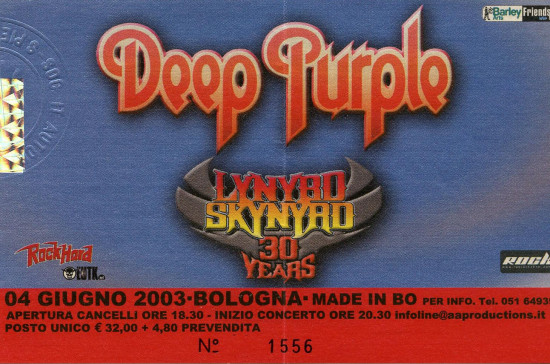 Barley Arts
Friends
Deep Purple
LYNYRD
SKYNYRD
30
YEARS
RockHard
ROCK
04 GIUGNO 2003·BOLOGNA· MADE IN BO PER INFO. Tel. 051 6493
APERTURA CANCELLI ORE 18.30 - INIZIO CONCERTO ORE 20.30 infoline@aaproductions.it
POSTO UNICO € 32,00 + 4,80 PREVENDITA
Nº 1556